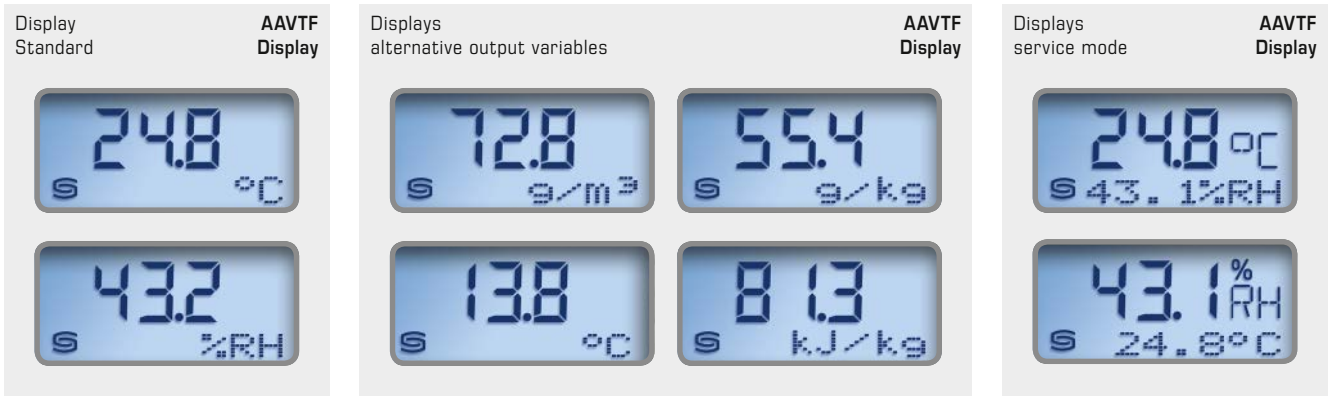 Display
Standard
AAVTF
Display
24.8
°C
43.2
%RH
Displays
alternative output variables
AAVTF
Display
72.8
g/m³
55.4
g/kg
13.8
°C
81.3
kJ/kg
Displays
service mode
AAVTF
Display
24.8 °C
43.1%RH
43.1 % RH
24.8°C